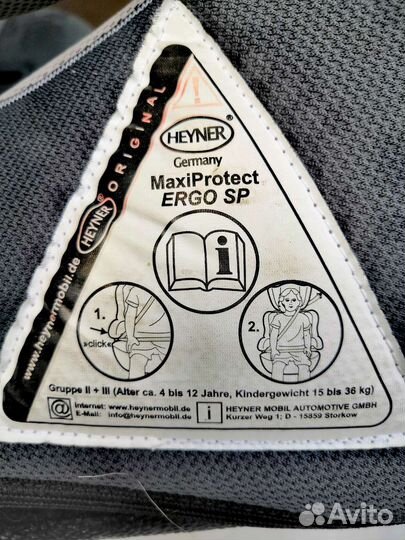 HEYNER®
Germany
MaxiProtect
ERGO SP
i
www.heynermobil.de HEYNER® ORIGINAL
1.
»click«
2.
Gruppe II + III (Alter ca. 4 bis 12 Jahre, Kindergewicht 15 bis 36 kg)
@ Internet: www.heynermobil.de
E-Mail: info@heynermobil.de
i HEYNER MOBIL AUTOMOTIVE GMBH
Kurzer Weg 1; D - 15859 Storkow
Avito